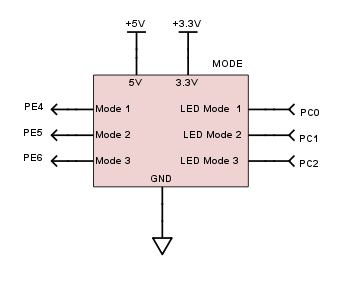 +5V +3.3V
MODE
5V 3.3V
PE4 Mode 1 LED Mode 1 PC0
PE5 Mode 2 LED Mode 2 PC1
PE6 Mode 3 LED Mode 3 PC2
GND